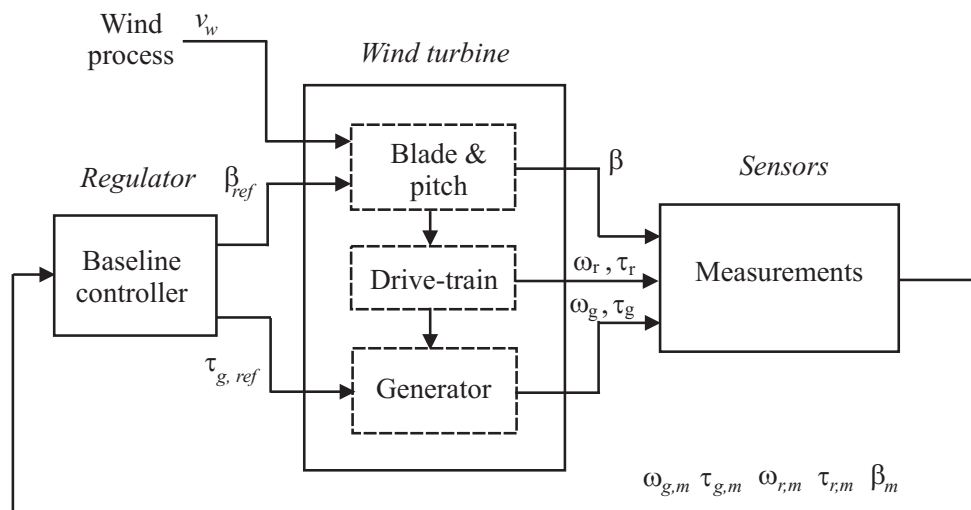 Wind
process
v_w
Wind turbine
Blade &
pitch
β
Sensors
Regulator
β_ref
Baseline
controller
Drive-train
ω_r , τ_r
Measurements
ω_g, τ_g
τ_g, ref
Generator
ω_g,m τ_g,m ω_r,m τ_r,m β_m